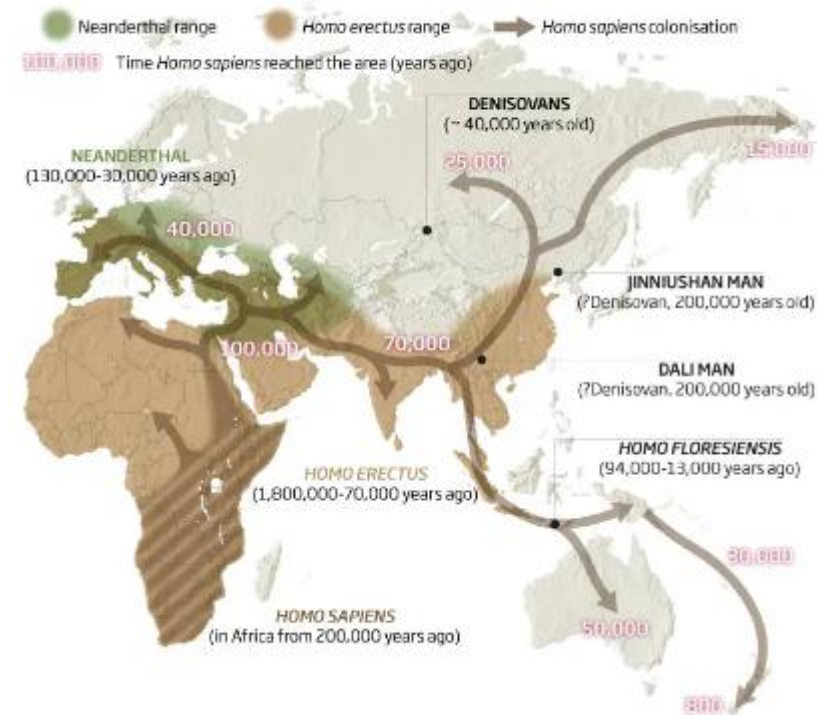 Neanderthal range
Homo erectus range
Homo sapiens colonisation
100,000 Time Homo sapiens reached the area (years ago)
DENISOVANS
(~ 40,000 years old)
25,000
15,000
NEANDERTHAL
(130,000-30,000 years ago)
40,000
JINNIUSHAN MAN
(?Denisovan, 200,000 years old)
100,000
70,000
DALI MAN
(?Denisovan, 200,000 years old)
HOMO FLORESIENSIS
(94,000-13,000 years ago)
HOMO ERECTUS
(1,800,000-70,000 years ago)
30,000
HOMO SAPIENS
(in Africa from 200,000 years ago)
50,000
800